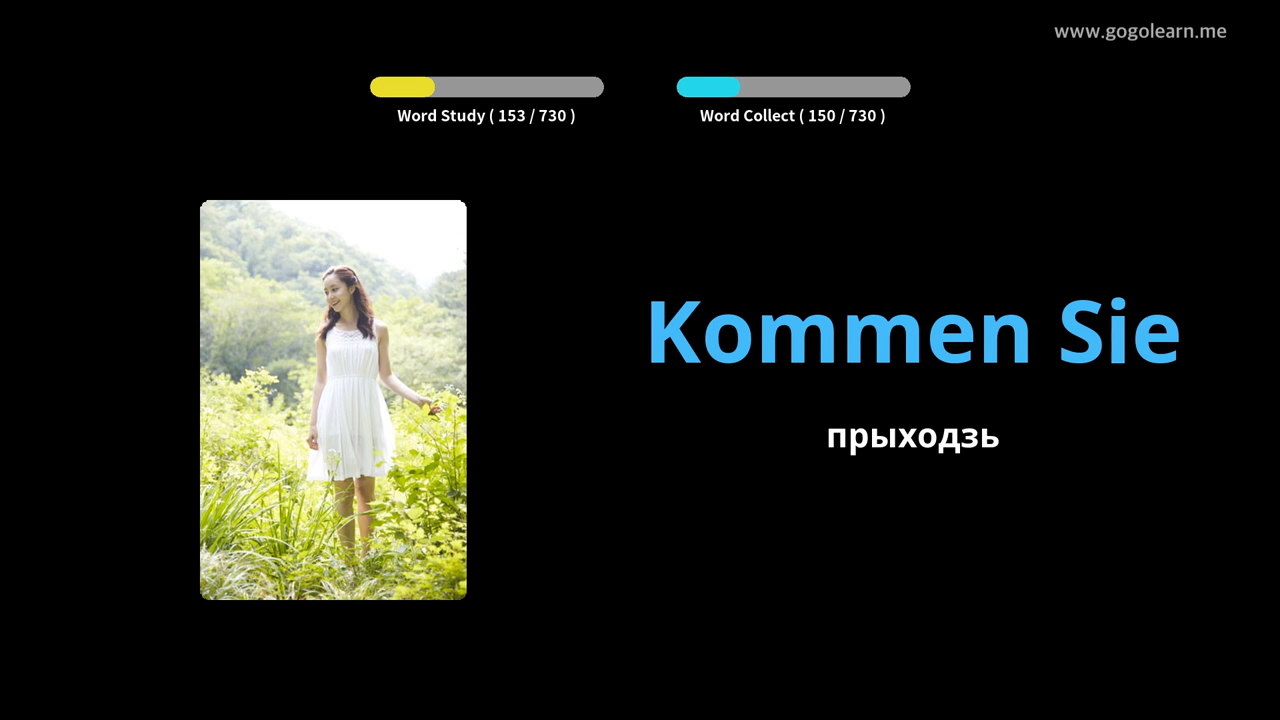 www.gogolearn.me
Word Study ( 153 / 730 )
Word Collect ( 150 / 730 )
Kommen Sie
прыходзь